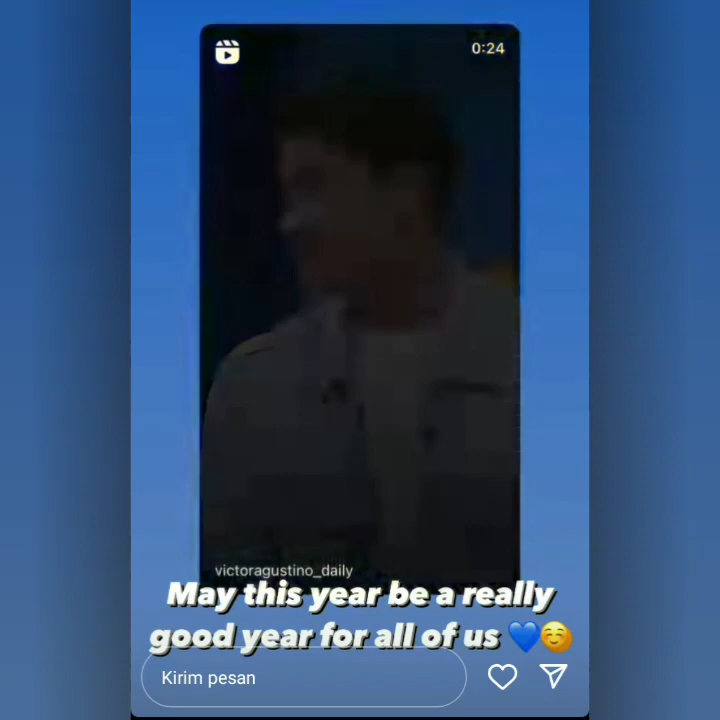 0:24
victoragustino_daily
May this year be a really
good year for all of us 💙☺️
Kirim pesan